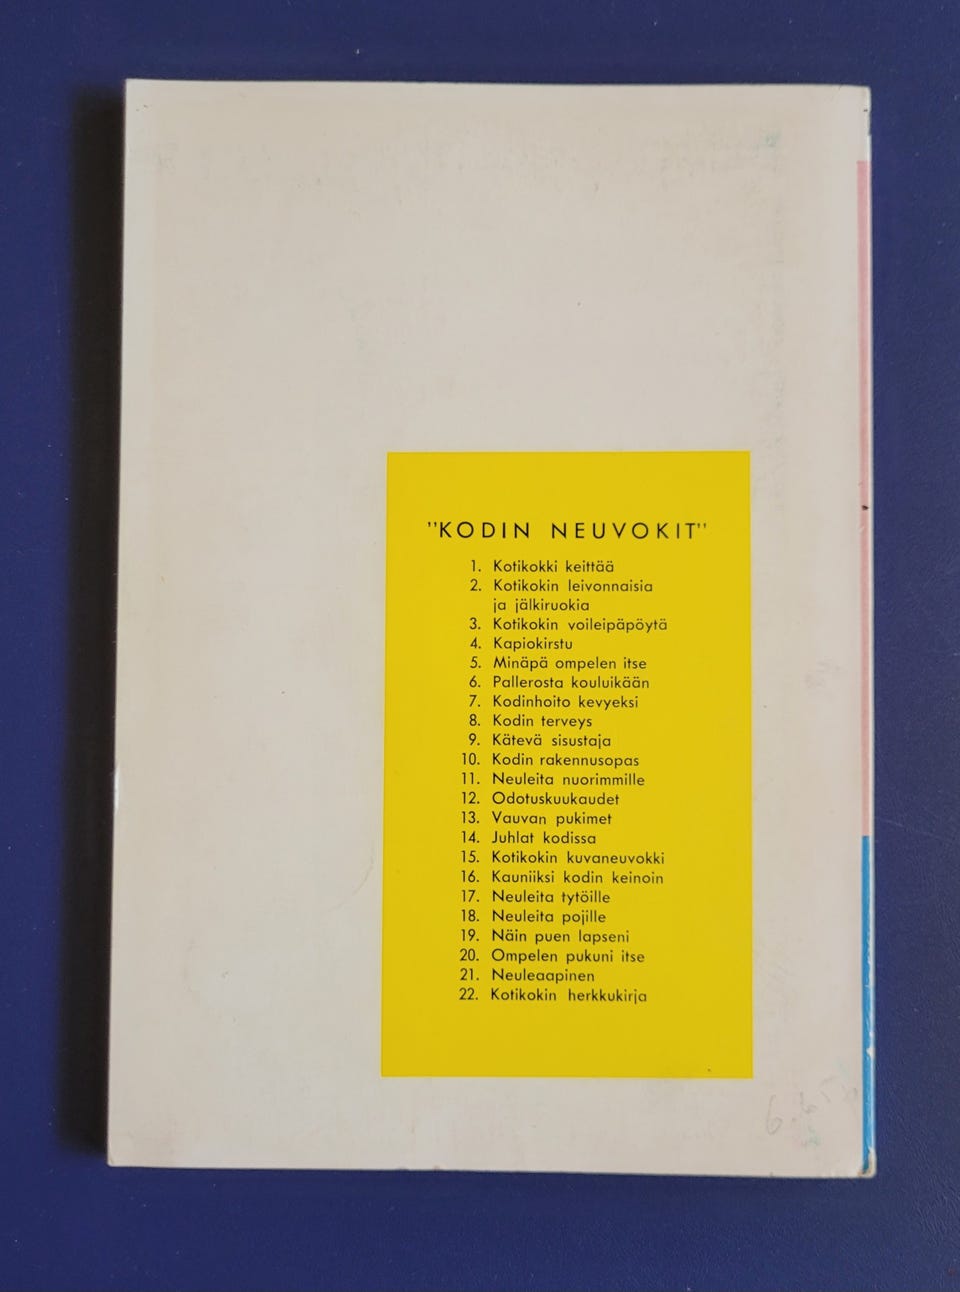 "KODIN NEUVOKIT"
1. Kotikokki keittää
2. Kotikokin leivonnaisia
ja jälkiruokia
3. Kotikokin voileipäpöytä
4. Kapiokirstu
5. Minäpä ompelen itse
6. Pallerosta kouluikään
7. Kodinhoito kevyeksi
8. Kodin terveys
9. Kätevä sisustaja
10. Kodin rakennusopas
11. Neuleita nuorimmille
12. Odotuskuukaudet
13. Vauvan pukimet
14. Juhlat kodissa
15. Kotikokin kuvaneuvokki
16. Kauniiksi kodin keinoin
17. Neuleita tytöille
18. Neuleita pojille
19. Näin puen lapseni
20. Ompelen pukuni itse
21. Neuleaapinen
22. Kotikokin herkkukirja